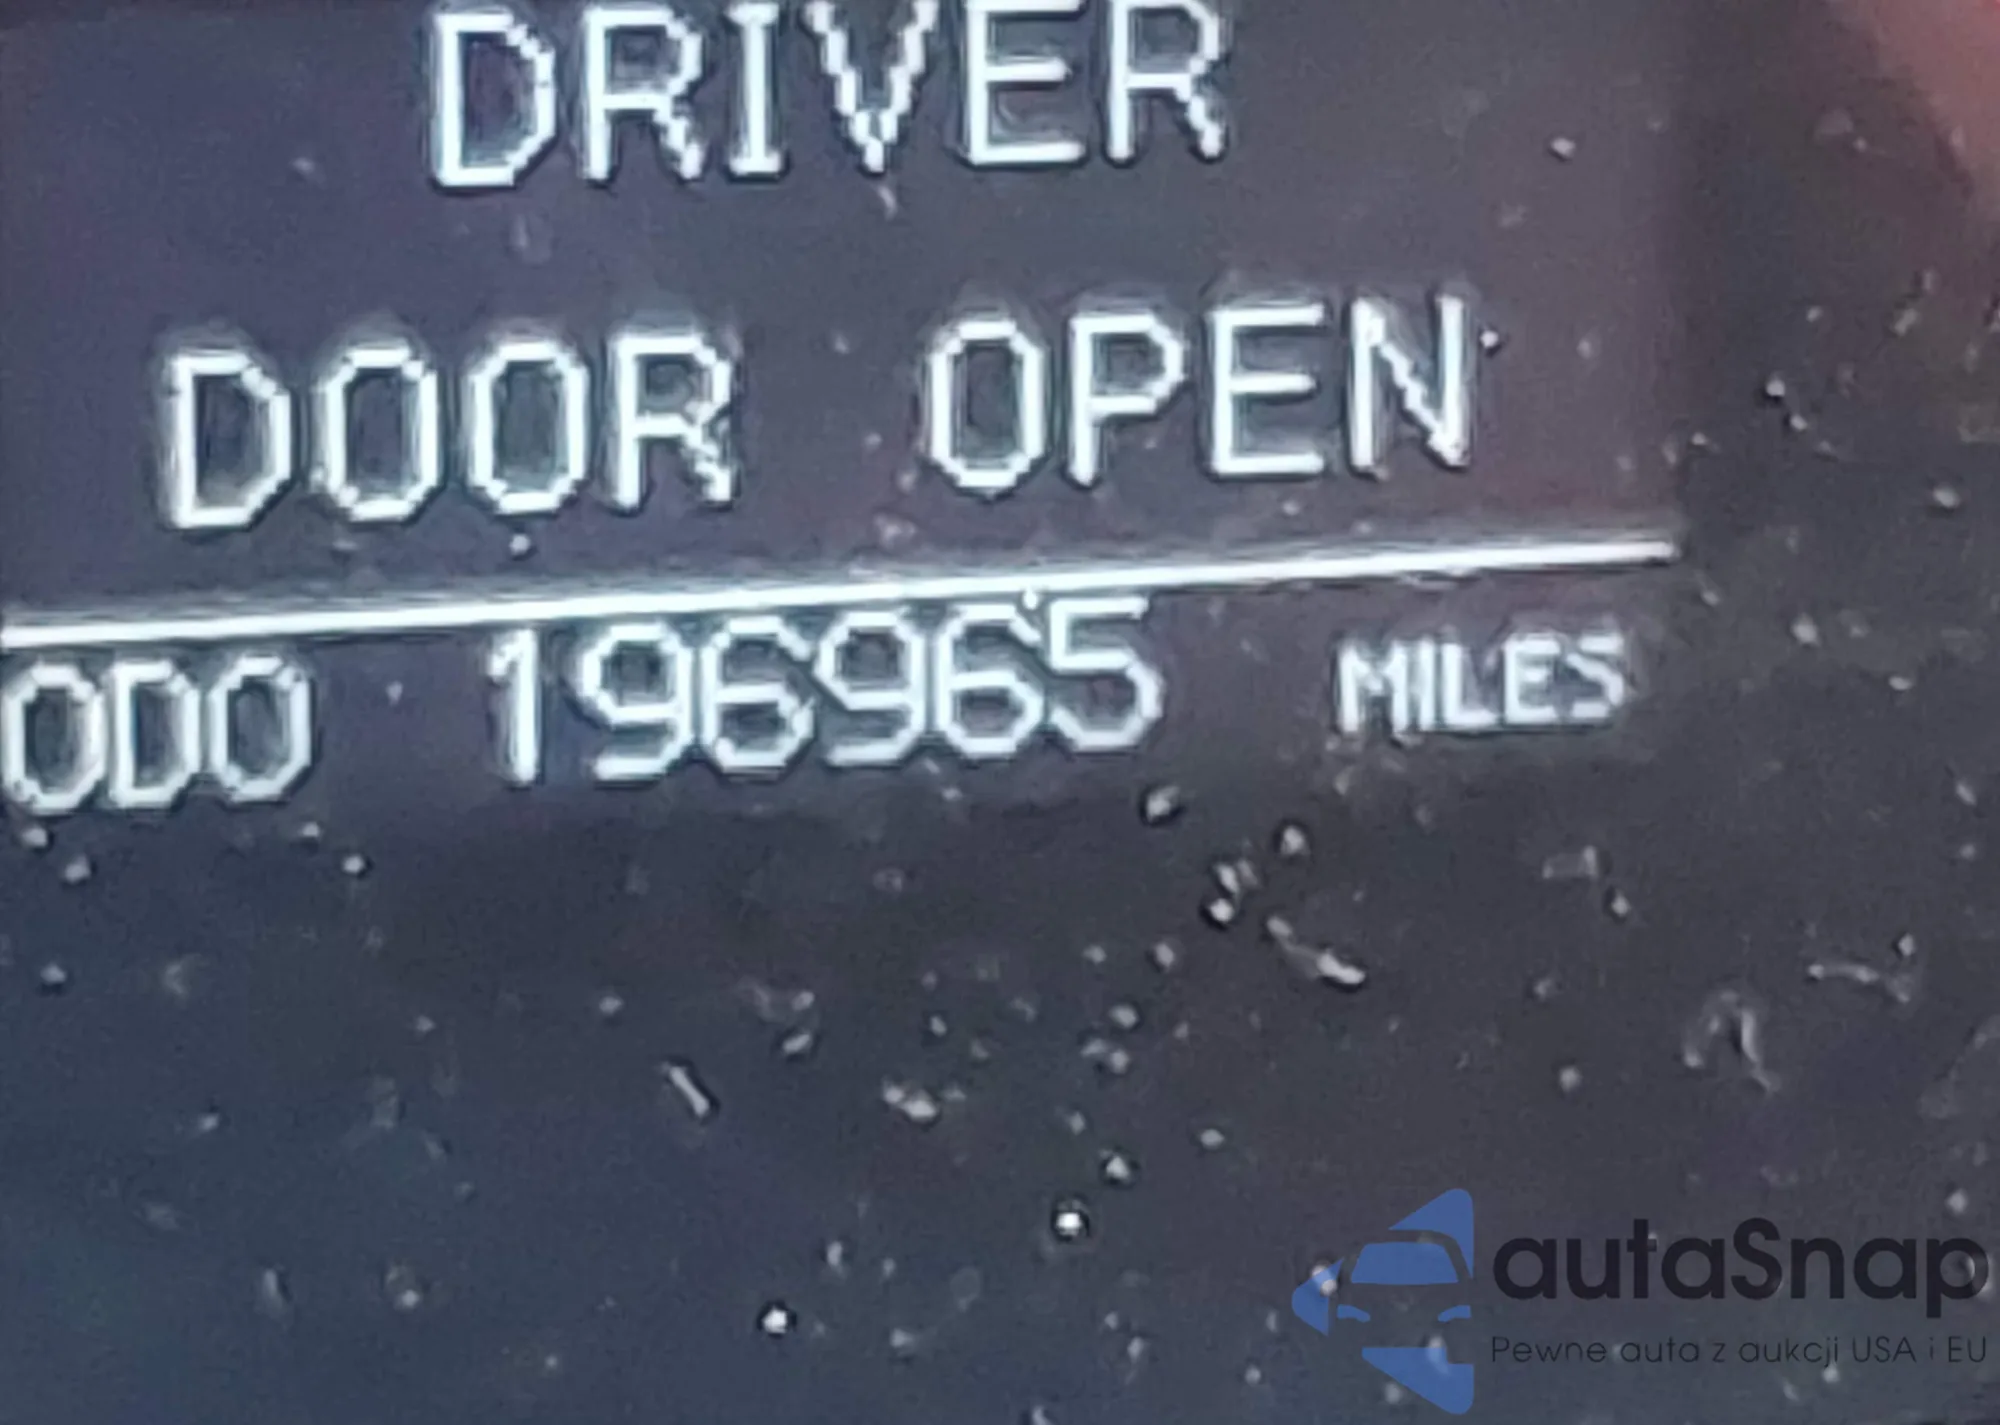 DRIVER
DOOR OPEN
ODO 196965 MILES
autaSnap
Pewne auta z aukcji USA i EU